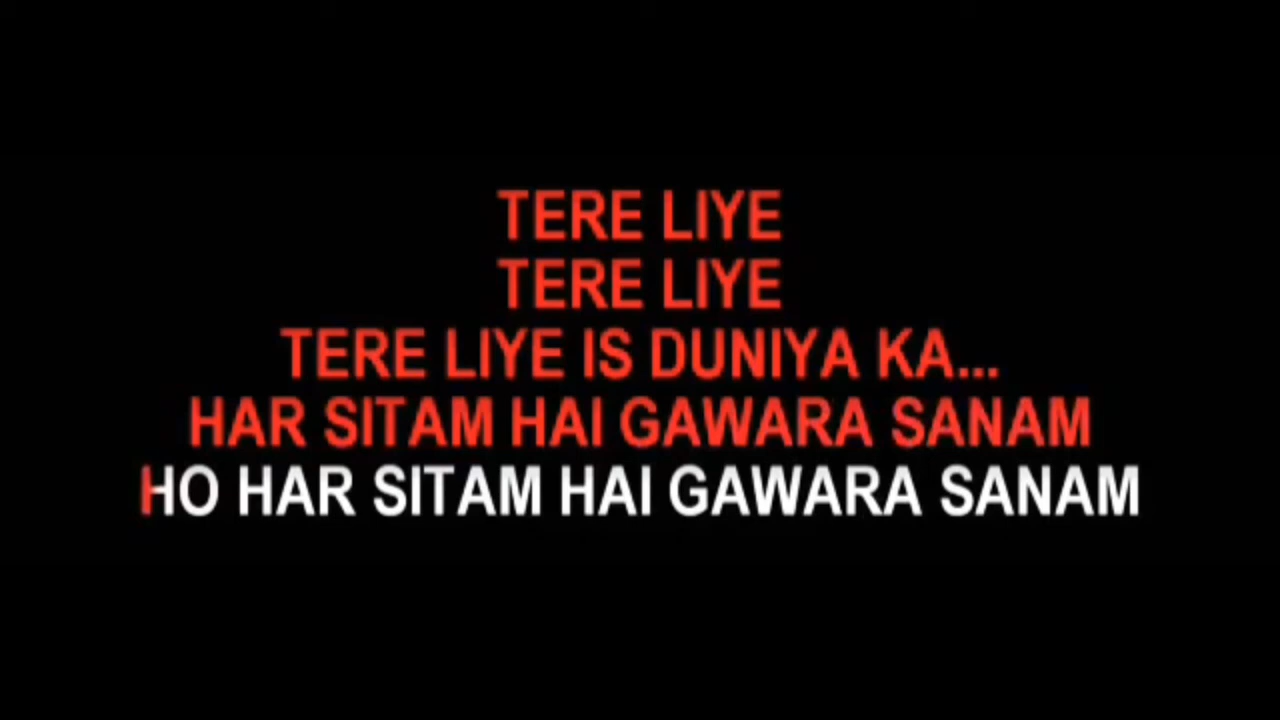 TERE LIYE
TERE LIYE
TERE LIYE IS DUNIYA KA...
HAR SITAM HAI GAWARA SANAM
HO HAR SITAM HAI GAWARA SANAM